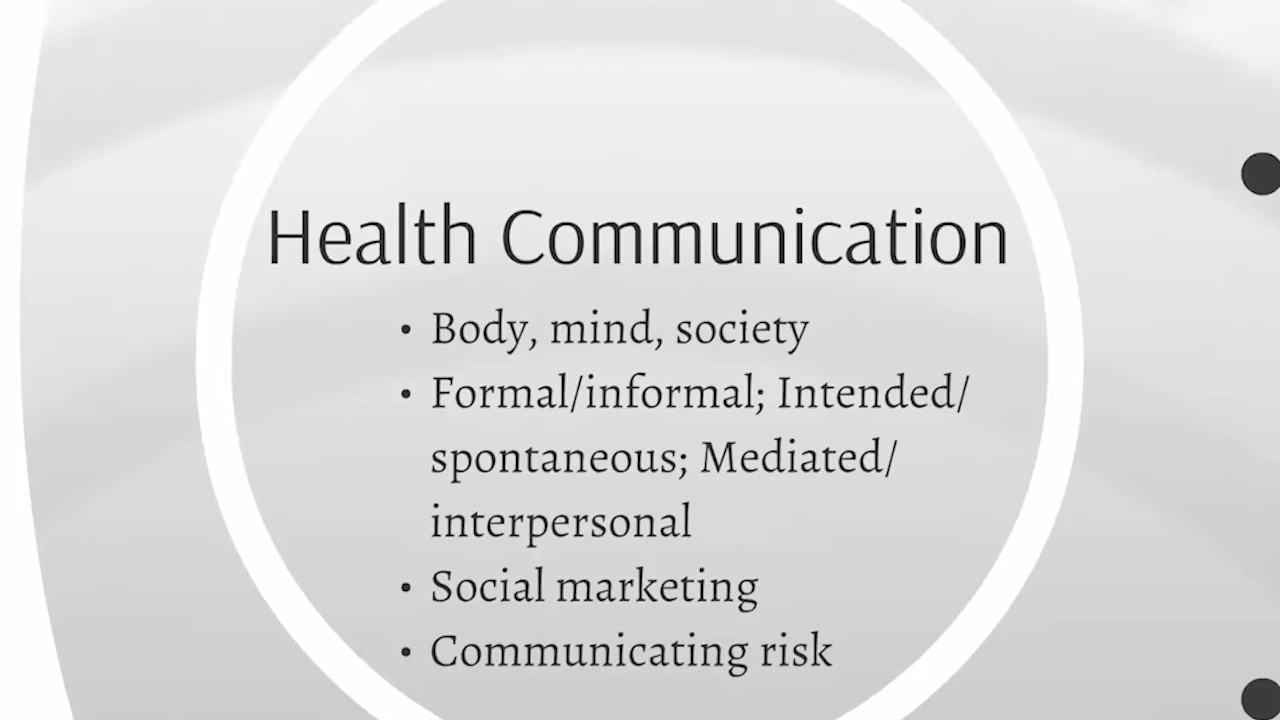 Health Communication
• Body, mind, society
• Formal/informal; Intended/
spontaneous; Mediated/
interpersonal
• Social marketing
• Communicating risk